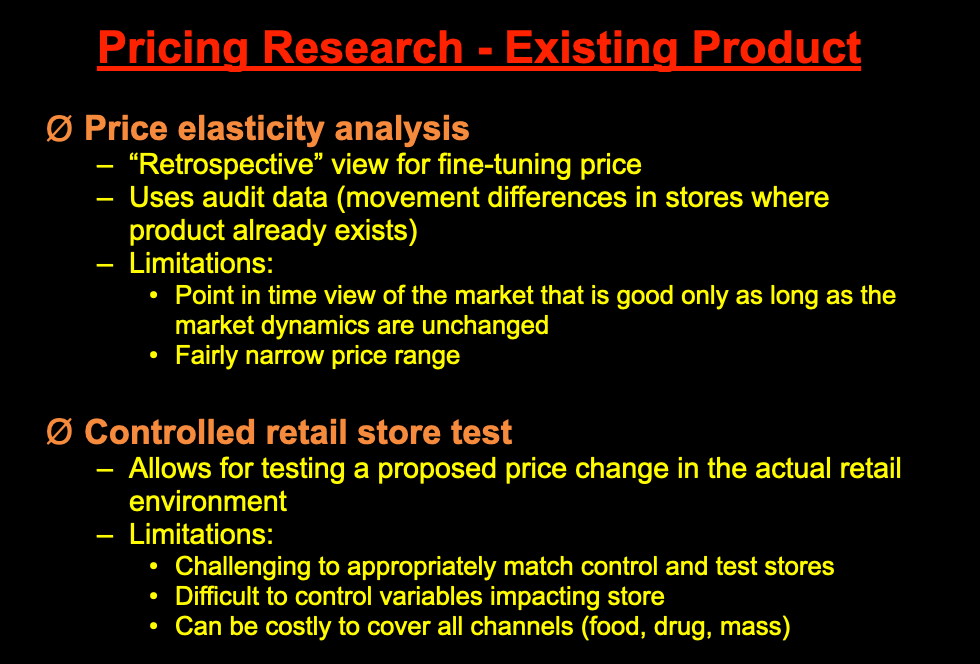 Pricing Research - Existing Product
Ø Price elasticity analysis
– “Retrospective” view for fine-tuning price
– Uses audit data (movement differences in stores where
product already exists)
– Limitations:
• Point in time view of the market that is good only as long as the
market dynamics are unchanged
• Fairly narrow price range
Ø Controlled retail store test
– Allows for testing a proposed price change in the actual retail
environment
– Limitations:
• Challenging to appropriately match control and test stores
• Difficult to control variables impacting store
• Can be costly to cover all channels (food, drug, mass)